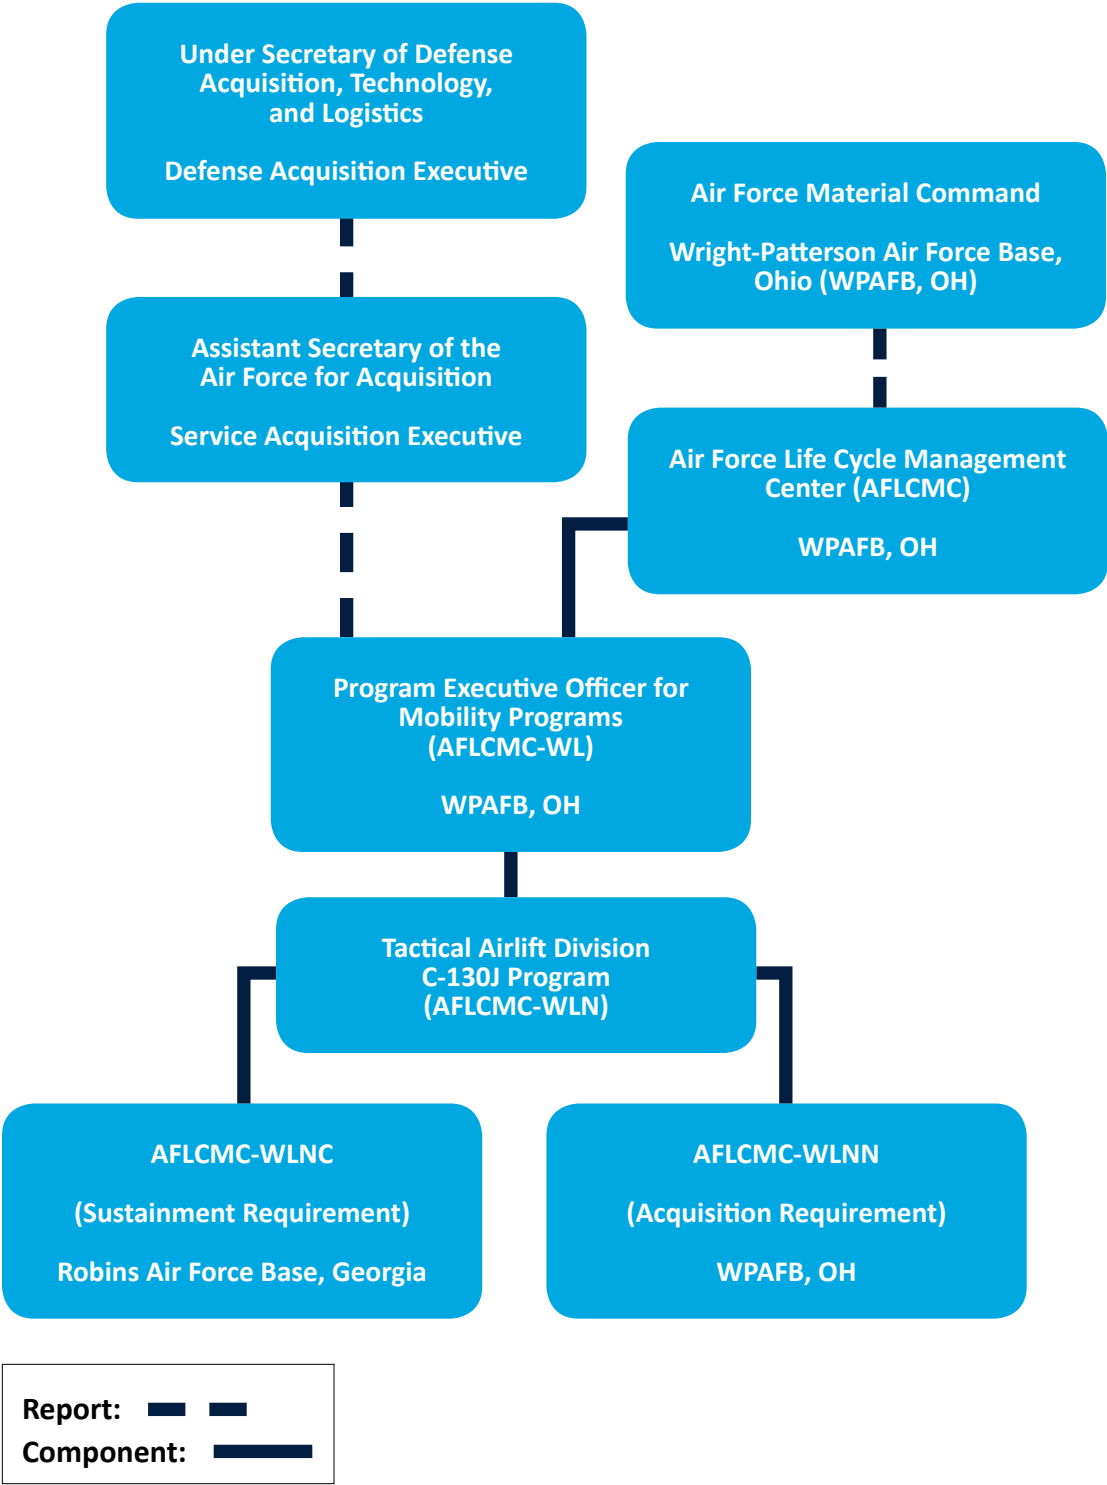 Under Secretary of Defense
Acquisition, Technology,
and Logistics
Defense Acquisition Executive
Air Force Material Command
Wright-Patterson Air Force Base,
Ohio (WPAFB, OH)
Assistant Secretary of the
Air Force for Acquisition
Service Acquisition Executive
Air Force Life Cycle Management
Center (AFLCMC)
WPAFB, OH
Program Executive Officer for
Mobility Programs
(AFLCMC-WL)
WPAFB, OH
Tactical Airlift Division
C-130J Program
(AFLCMC-WLN)
AFLCMC-WLNC
(Sustainment Requirement)
Robins Air Force Base, Georgia
AFLCMC-WLNN
(Acquisition Requirement)
WPAFB, OH
Report:
Component: